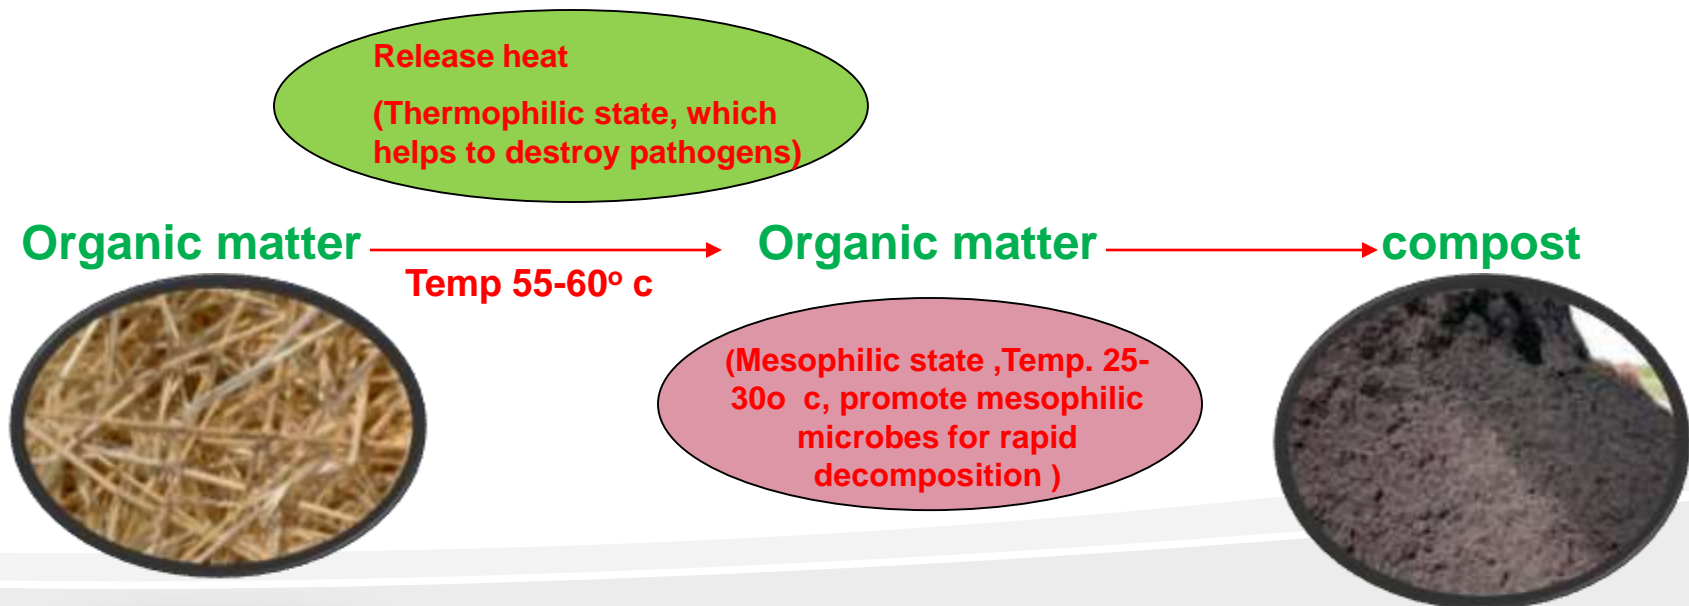 Release heat
(Thermophilic state, which
helps to destroy pathogens)
Organic matter
Temp 55-60º c
Organic matter
compost
(Mesophilic state ,Temp. 25-
30o  c, promote mesophilic
microbes for rapid
decomposition )